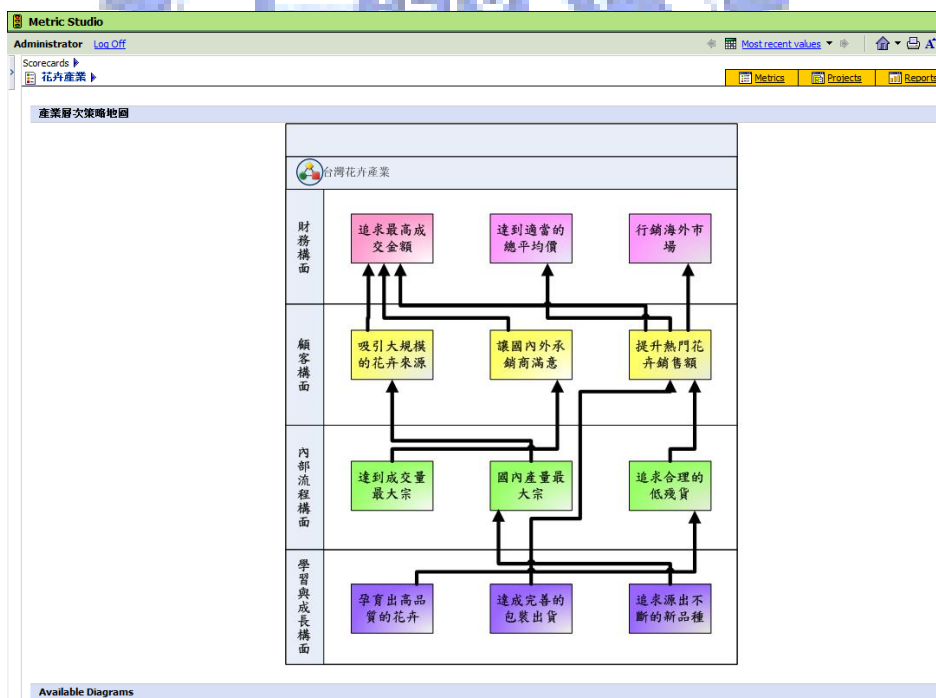 Metric Studio
Administrator Log Off
Most recent values
Scorecards
花卉產業
Metrics
Projects
Reports
產業層次策略地圖
台灣花卉產業
財務構面
追求最高成
交金額
達到適當的
總平均價
行銷海外市
場
顧客構面
吸引大規模
的花卉來源
讓國內外承
銷商滿意
提升熱門花
卉銷售額
內部流程構面
達到成交量
最大宗
國內產量最
大宗
追求合理的
低殘貨
學習與成長構面
孕育出高品
質的花卉
達成完善的
包裝出貨
追求源出不
斷的新品種
Available Diagrams